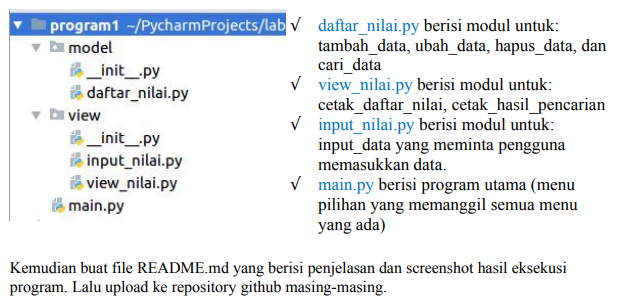 program1 ~/PycharmProjects/lab
model
__init__.py
daftar_nilai.py
view
__init__.py
input_nilai.py
view_nilai.py
main.py
√ daftar_nilai.py berisi modul untuk:
tambah_data, ubah_data, hapus_data, dan
cari_data
√ view_nilai.py berisi modul untuk:
cetak_daftar_nilai, cetak_hasil_pencarian
√ input_nilai.py berisi modul untuk:
input_data yang meminta pengguna
memasukkan data.
√ main.py berisi program utama (menu
pilihan yang memanggil semua menu
yang ada)
Kemudian buat file README.md yang berisi penjelasan dan screenshot hasil eksekusi
program. Lalu upload ke repository github masing-masing.